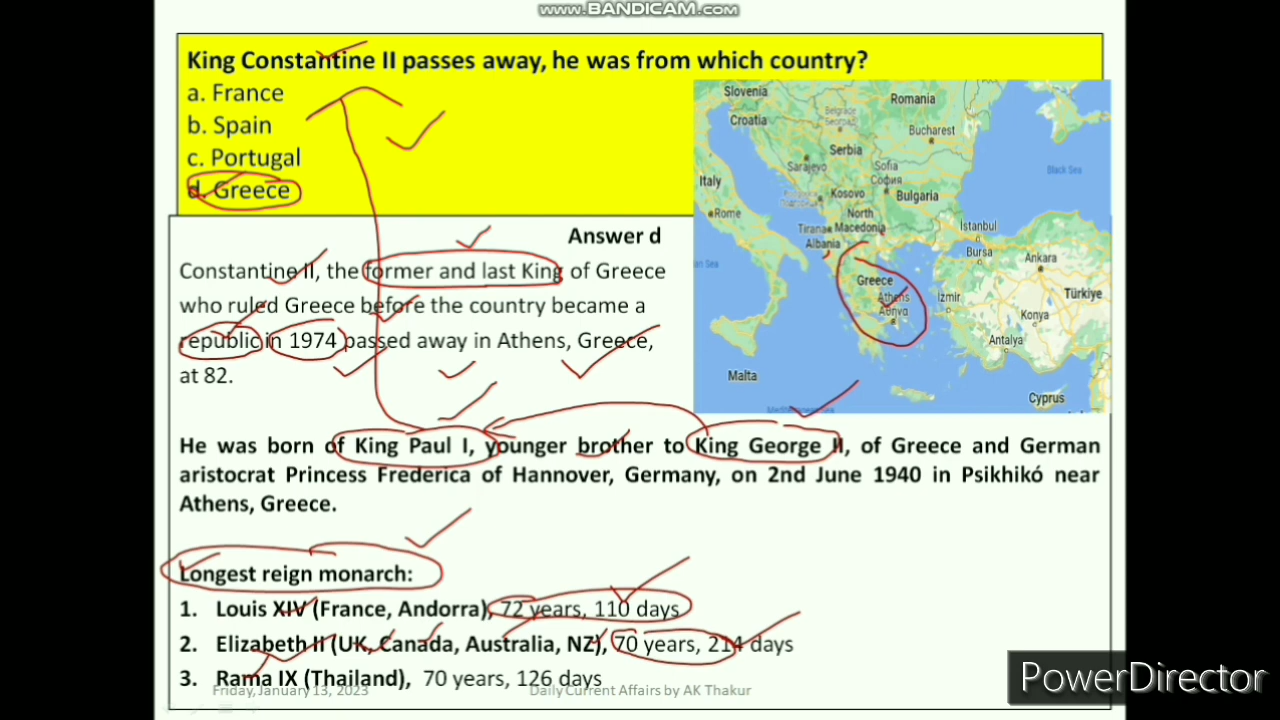 www.BANDICAM.com
King Constantine II passes away, he was from which country?
a. France
b. Spain
c. Portugal
d. Greece
Answer d
Constantine II, the former and last King of Greece
who ruled Greece before the country became a
republic in 1974 passed away in Athens, Greece,
at 82.
Slovenia
Croatia
Romania
Belgrade
Bucharest
Serbia
Sarajevo
Sofia
София
Black Sea
Italy
Kosovo
Bulgaria
Rome
North
Macedonia
Tirana
Albania
İstanbul
Bursa
Ankara
Greece
Athens
Αθήνα
İzmir
Türkiye
Konya
Antalya
Malta
Cyprus
He was born of King Paul I, younger brother to King George II, of Greece and German
aristocrat Princess Frederica of Hannover, Germany, on 2nd June 1940 in Psikhikó near
Athens, Greece.
Longest reign monarch:
1. Louis XIV (France, Andorra), 72 years, 110 days
2. Elizabeth II (UK, Canada, Australia, NZ), 70 years, 214 days
3. Rama IX (Thailand), 70 years, 126 days
Friday, January 13, 2023
Daily Current Affairs by AK Thakur
PowerDirector